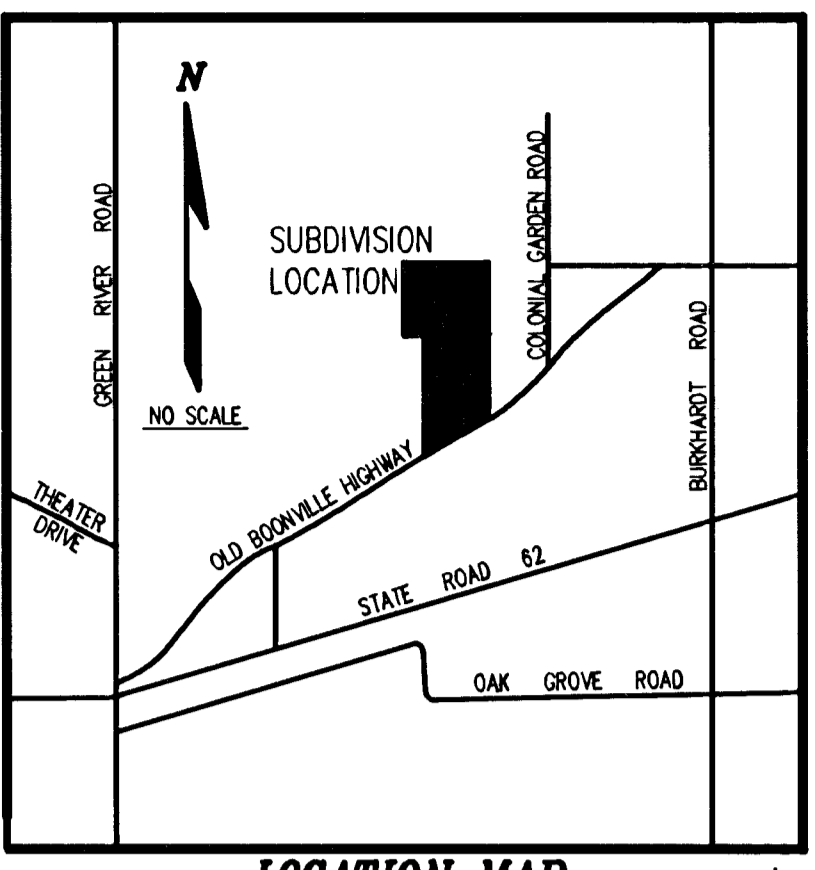 N
SUBDIVISION
LOCATION
COLONIAL GARDEN ROAD
GREEN RIVER ROAD
NO SCALE
BURKHARDT ROAD
THEATER
DRIVE
OLD BOONVILLE HIGHWAY
STATE ROAD 62
OAK GROVE ROAD
LOCATION MAP